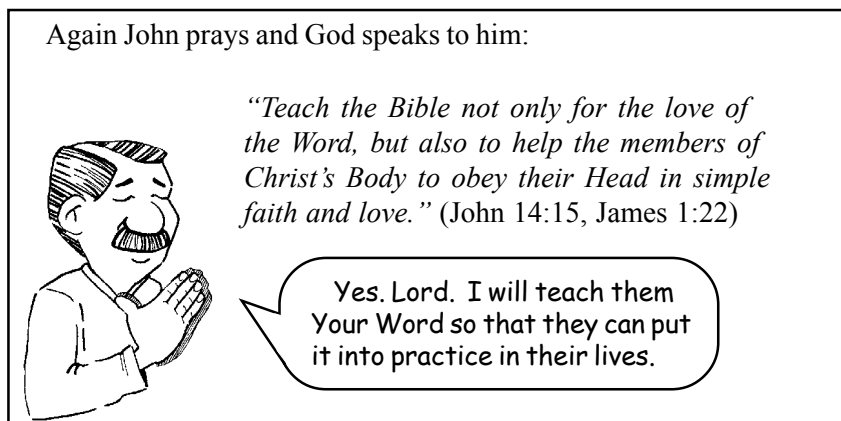 Again John prays and God speaks to him:
“Teach the Bible not only for the love of
the Word, but also to help the members of
Christ’s Body to obey their Head in simple
faith and love.” (John 14:15, James 1:22)
Yes. Lord. I will teach them
Your Word so that they can put
it into practice in their lives.